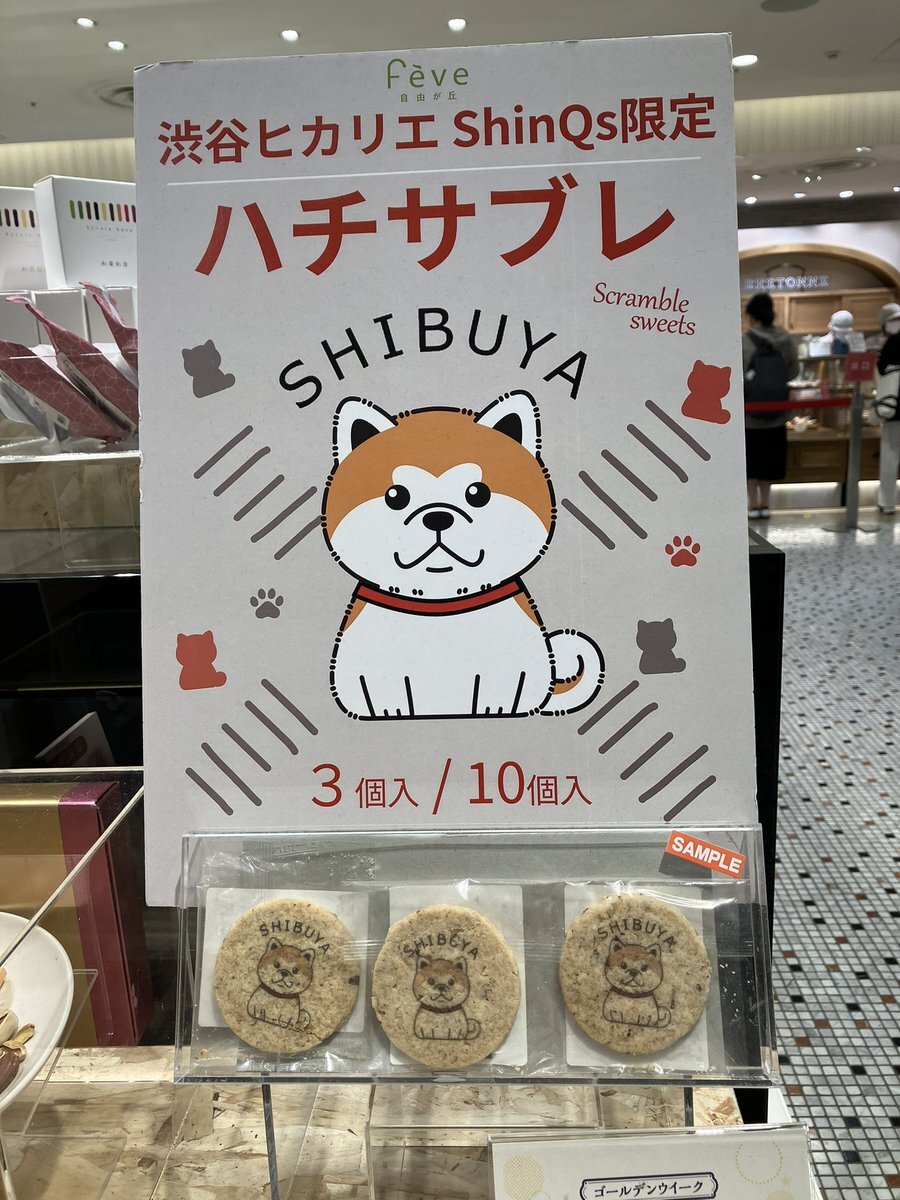 fève
自由が丘
渋谷ヒカリエ ShinQs限定
ハチサブレ
Scramble
sweets
SHIBUYA
3個入 / 10個入
SAMPLE
SHIBUYA
SHIBUYA
SHIBUYA
BRETONNE
ゴールデンウイーク